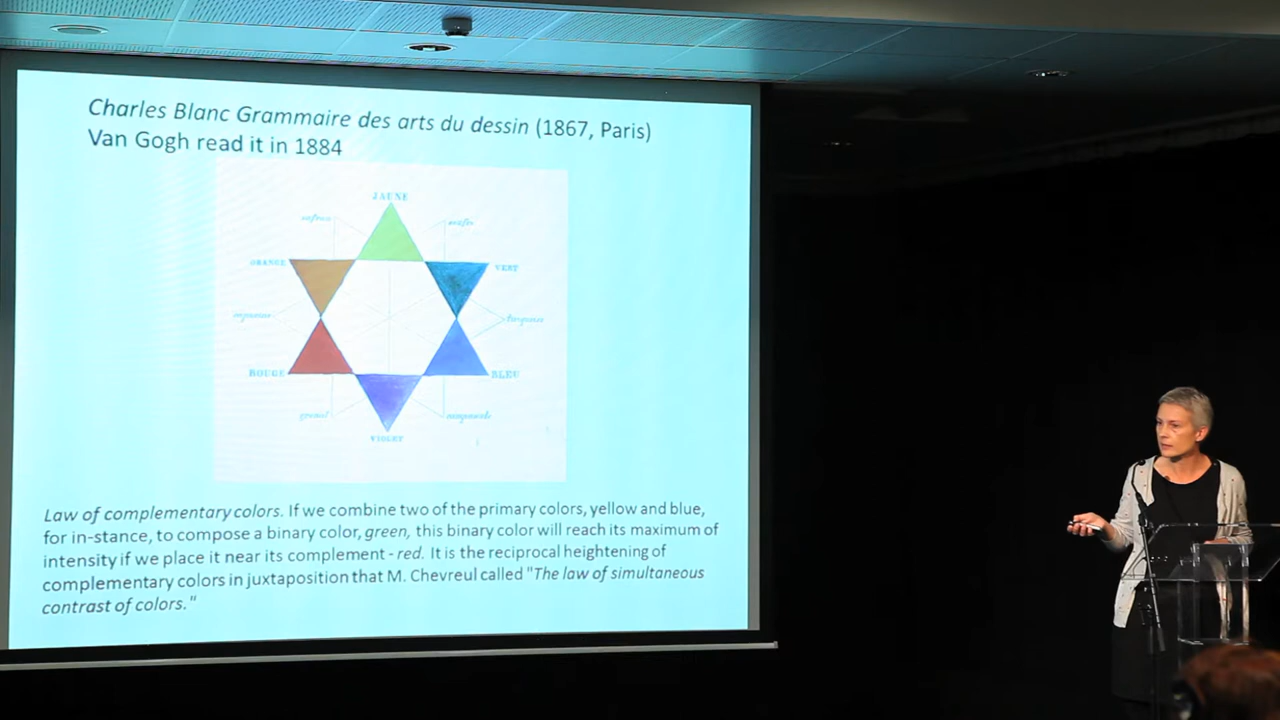 Charles Blanc Grammaire des arts du dessin (1867, Paris)
Van Gogh read it in 1884
JAUNE
ORANGE
VERT
ROUGE
BLEU
grenat
VIOLET
Law of complementary colors. If we combine two of the primary colors, yellow and blue,
for in-stance, to compose a binary color, green, this binary color will reach its maximum of
intensity if we place it near its complement - red. It is the reciprocal heightening of
complementary colors in juxtaposition that M. Chevreul called "The law of simultaneous
contrast of colors."